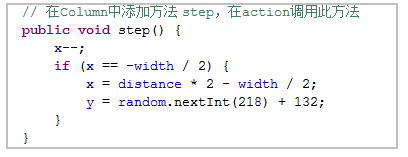 // 在Column中添加方法 step，在action调用此方法
public void step() {
x--;
if (x == -width / 2) {
x = distance * 2 - width / 2;
y = random.nextInt(218) + 132;
}
}